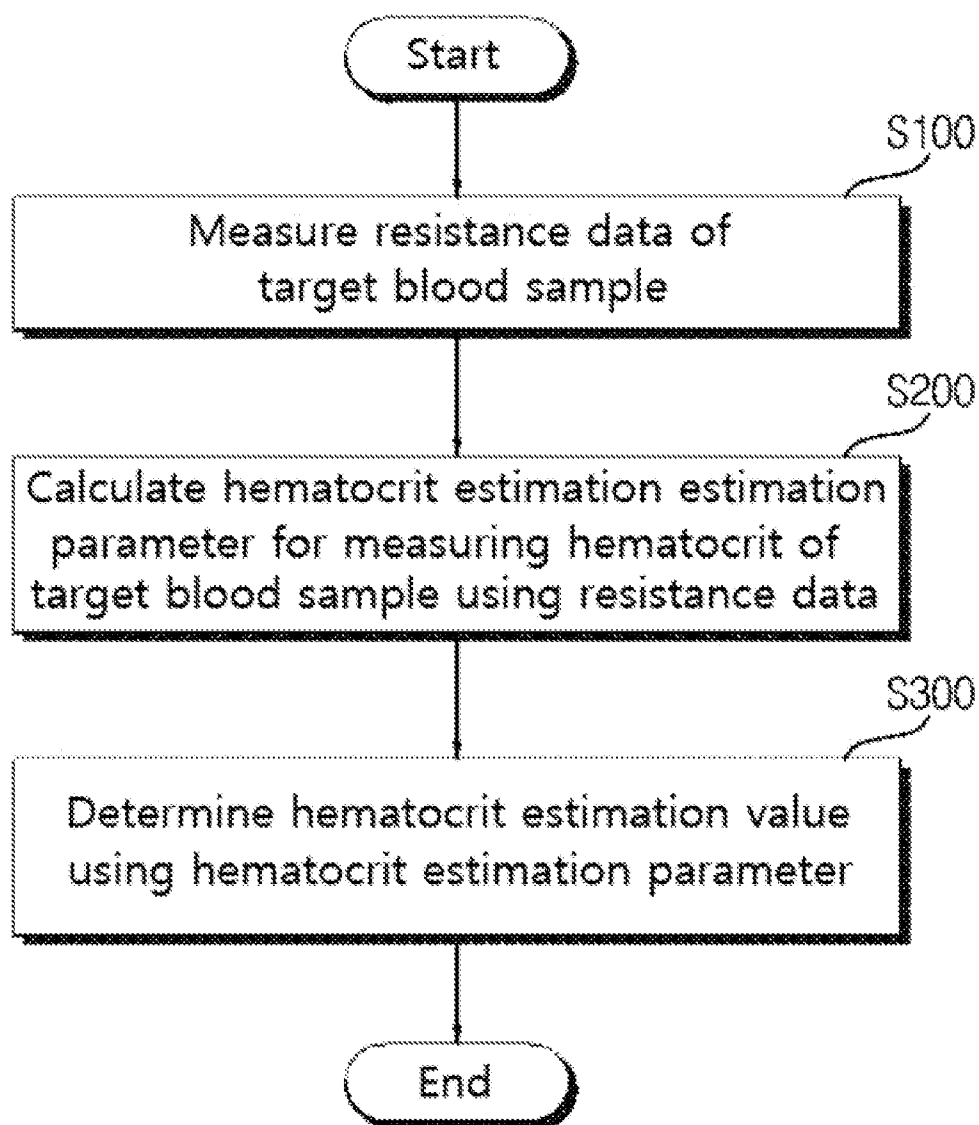 Start
S100
Measure resistance data of
target blood sample
S200
Calculate hematocrit estimation estimation
parameter for measuring hematocrit of
target blood sample using resistance data
S300
Determine hematocrit estimation value
using hematocrit estimation parameter
End